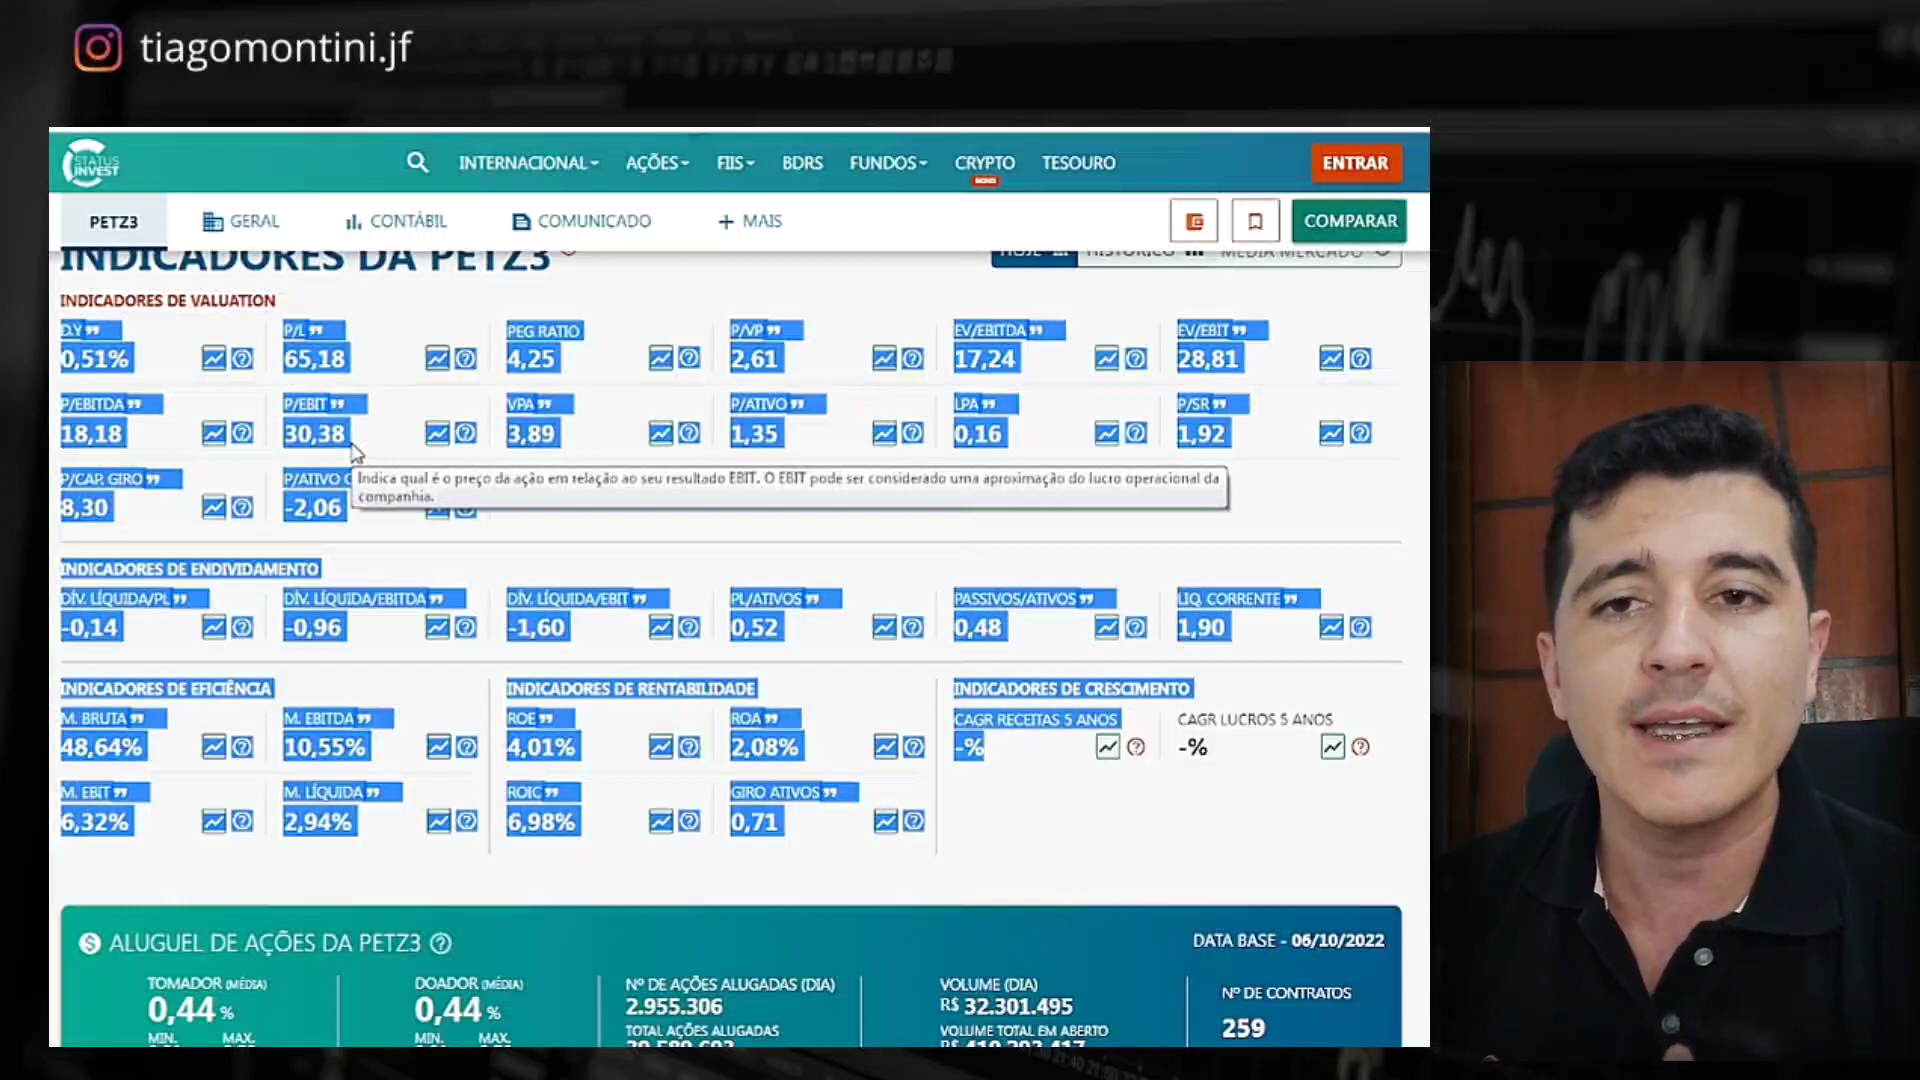 tiagomontini.jf
STATUS
INVEST
INTERNACIONAL
AÇÕES
FIIS
BDRS
FUNDOS
CRYPTO
TESOURO
ENTRAR
PETZ3
GERAL
CONTÁBIL
COMUNICADO
+ MAIS
COMPARAR
INDICADORES DA PETZ3
HOJE
HISTÓRICO
MÉDIA MERCADO
INDICADORES DE VALUATION
D.Y P/L PEG RATIO P/VP EV/EBITDA EV/EBIT
0,51% 65,18 4,25 2,61 17,24 28,81
P/EBITDA P/EBIT VPA P/ATIVO LPA P/SR
18,18 30,38 3,89 1,35 0,16 1,92
P/CAP. GIRO P/ATIVO
8,30 -2,06
Indica qual é o preço da ação em relação ao seu resultado EBIT. O EBIT pode ser considerado uma aproximação do lucro operacional da
companhia.
INDICADORES DE ENDIVIDAMENTO
DÍV. LÍQUIDA/PL DÍV. LÍQUIDA/EBITDA DÍV. LÍQUIDA/EBIT PL/ATIVOS PASSIVOS/ATIVOS LIQ. CORRENTE
-0,14 -0,96 -1,60 0,52 0,48 1,90
INDICADORES DE EFICIÊNCIA INDICADORES DE RENTABILIDADE INDICADORES DE CRESCIMENTO
M. BRUTA M. EBITDA ROE ROA CAGR RECEITAS 5 ANOS CAGR LUCROS 5 ANOS
48,64% 10,55% 4,01% 2,08% -% -%
M. EBIT M. LÍQUIDA ROIC GIRO ATIVOS
6,32% 2,94% 6,98% 0,71
ALUGUEL DE AÇÕES DA PETZ3
DATA BASE - 06/10/2022
TOMADOR (MÉDIA) DOADOR (MÉDIA) Nº DE AÇÕES ALUGADAS (DIA) VOLUME (DIA) Nº DE CONTRATOS
0,44 % 0,44 % 2.955.306 R$ 32.301.495 259
MIN. MAX. MIN. MAX. TOTAL AÇÕES ALUGADAS VOLUME TOTAL EM ABERTO